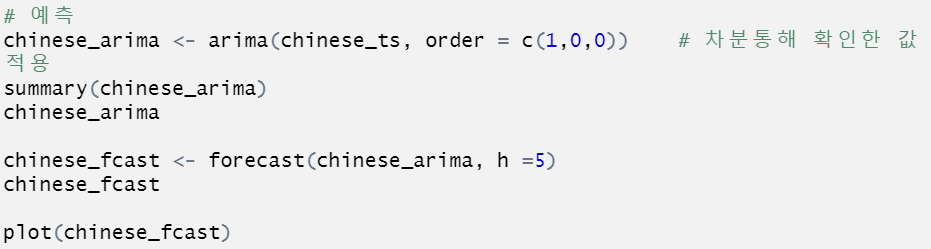 # 예측
chinese_arima <- arima(chinese_ts, order = c(1,0,0))    # 차분통해 확인한 값
적용
summary(chinese_arima)
chinese_arima
chinese_fcast <- forecast(chinese_arima, h =5)
chinese_fcast
plot(chinese_fcast)